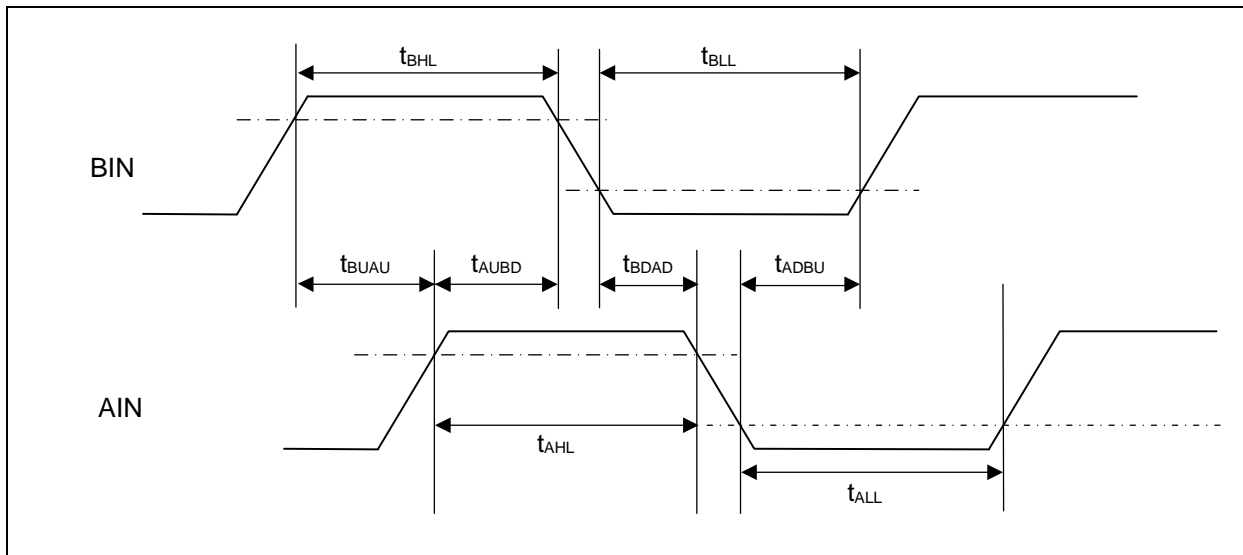 tBHL
tBLL
BIN
tBUAU
tAUBD
tBDAD
tADBU
AIN
tAHL
tALL